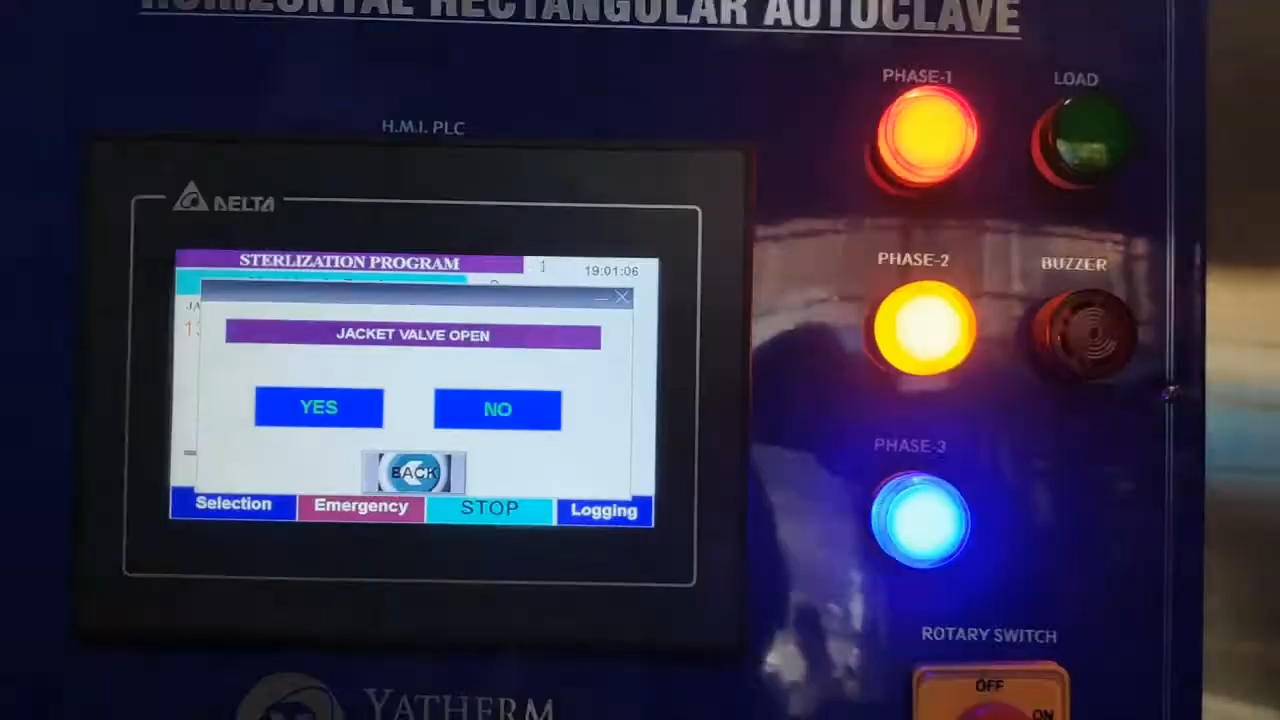 HORIZONTAL RECTANGULAR AUTOCLAVE
PHASE-1
LOAD
H.M.I. PLC
DELTA
STERLIZATION PROGRAM
1
19:01:06
JACKET VALVE OPEN
YES
NO
BACK
Selection
Emergency
STOP
Logging
PHASE-2
BUZZER
PHASE-3
ROTARY SWITCH
OFF
ON
YATHERM